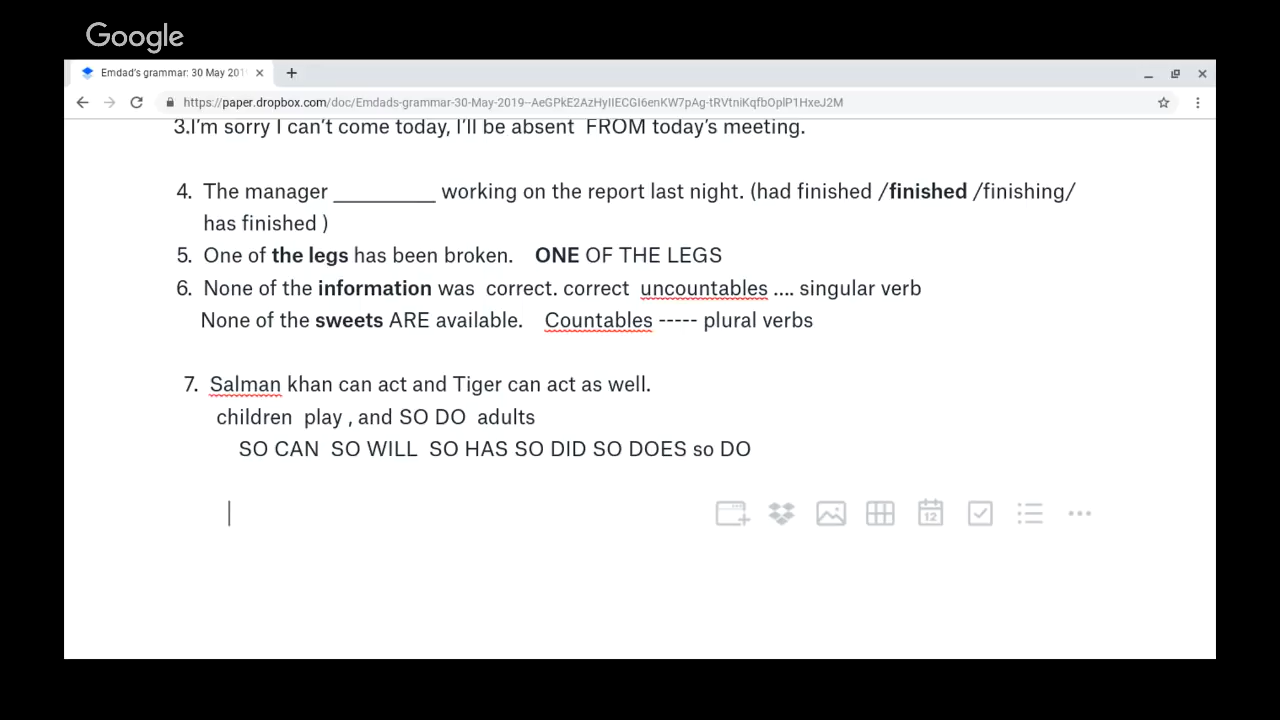 Google
Emdad's grammar: 30 May 201
https://paper.dropbox.com/doc/Emdads-grammar-30-May-2019--AeGPkE2AzHyIIECGI6enKW7pAg-tRVtniKqfbOplP1HxeJ2M
3.I'm sorry I can't come today, I'll be absent  FROM today's meeting.
4. The manager _________ working on the report last night. (had finished /finished /finishing/
has finished )
5. One of the legs has been broken.   ONE OF THE LEGS
6. None of the information was  correct. correct  uncountables .... singular verb
None of the sweets ARE available.   Countables ----- plural verbs
7. Salman khan can act and Tiger can act as well.
children  play , and SO DO  adults
SO CAN  SO WILL  SO HAS SO DID SO DOES so DO
12